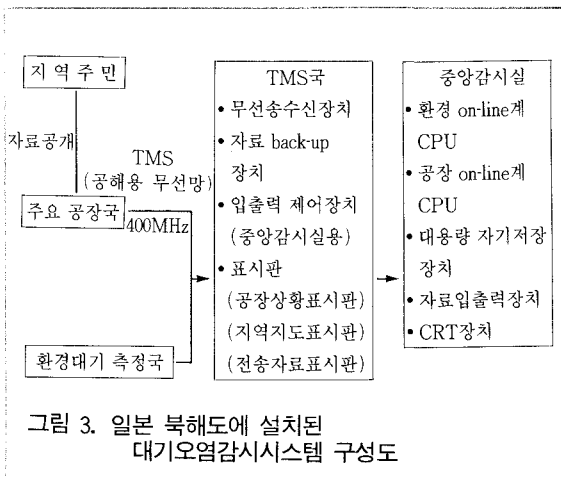 지 역 주 민
자료공개
TMS
(공해용 무선망)
주요 공장국
400MHz
환경대기 측정국
TMS국
• 무선송수신장치
• 자료 back-up
장치
• 입출력 제어장치
(중앙감시실용)
• 표시판
(공장상황표시판)
(지역지도표시판)
(전송자료표시판)
중앙감시실
• 환경 on-line계
CPU
• 공장 on-line계
CPU
• 대용량 자기저장
장치
• 자료입출력장치
• CRT장치
그림 3. 일본 북해도에 설치된
대기오염감시시스템 구성도